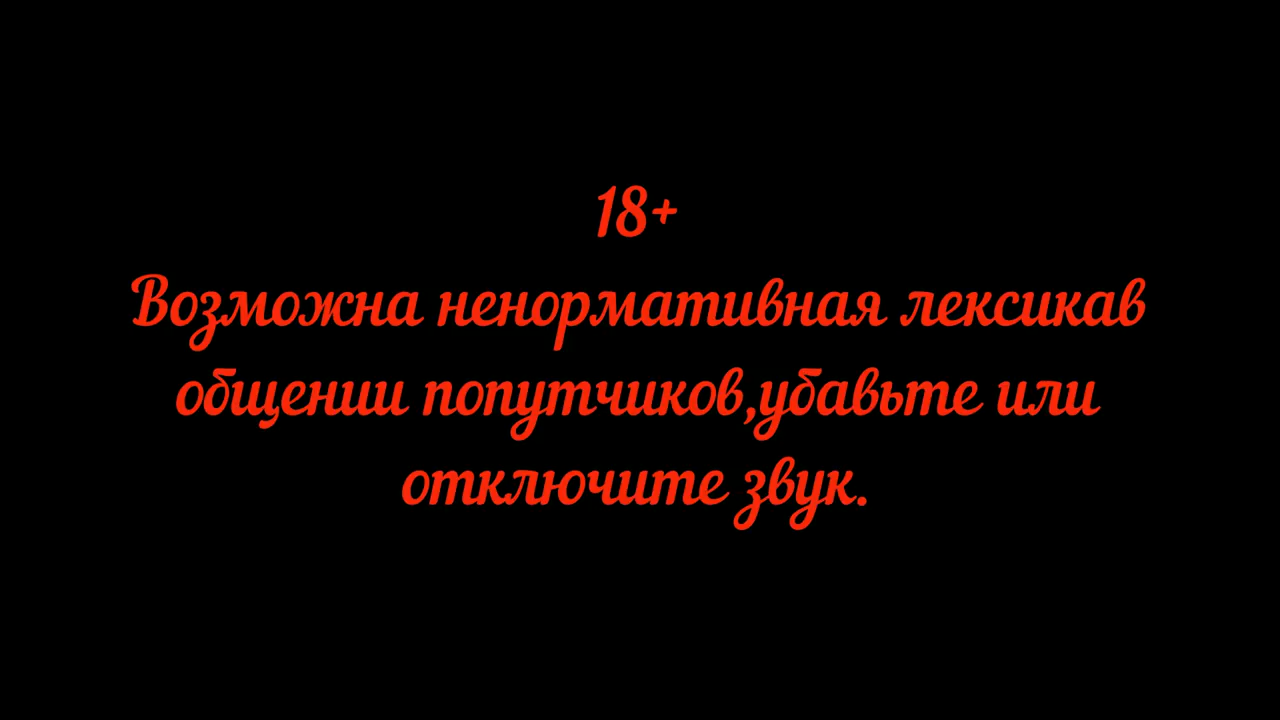 18+
Возможна ненормативная лексикав
общении попутчиков,убавьте или
отключите звук.